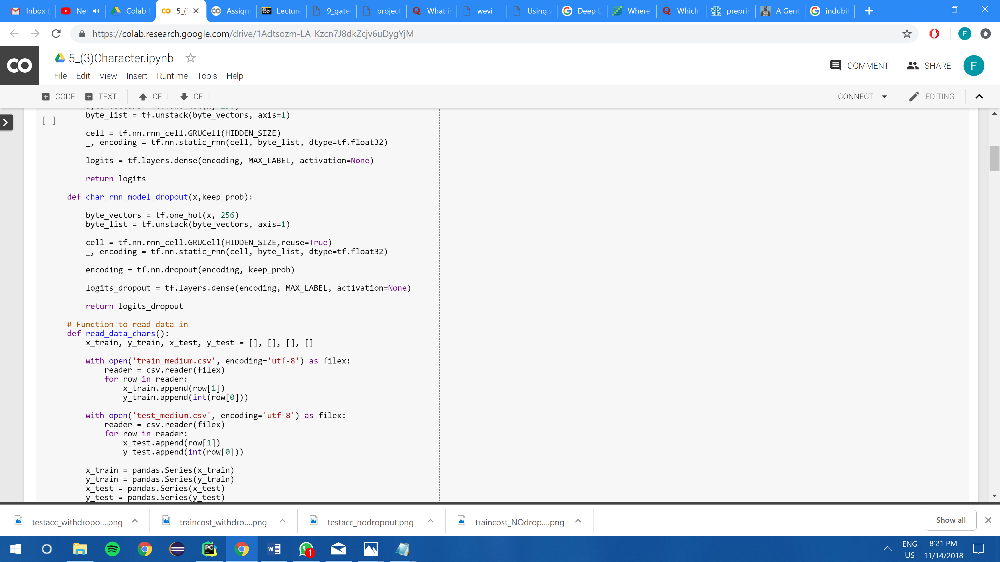 Inbox (
Nel
Colab
5_(
Assign
Bb Lecture
9_gate
project
What is
wevi
Using
Deep L
Where
Which
preprin
A Gent
indubi
https://colab.research.google.com/drive/1Adtsozm-LA_Kzcn7J8dkZcjv6uDygYjM
F
CO
5_(3)Character.ipynb
COMMENT
SHARE
F
File Edit View Insert Runtime Tools Help
CODE TEXT CELL CELL
CONNECT
EDITING
byte_list = tf.unstack(byte_vectors, axis=1)
[ ]
cell = tf.nn.rnn_cell.GRUCell(HIDDEN_SIZE)
_, encoding = tf.nn.static_rnn(cell, byte_list, dtype=tf.float32)
logits = tf.layers.dense(encoding, MAX_LABEL, activation=None)
return logits
def char_rnn_model_dropout(x,keep_prob):
byte_vectors = tf.one_hot(x, 256)
byte_list = tf.unstack(byte_vectors, axis=1)
cell = tf.nn.rnn_cell.GRUCell(HIDDEN_SIZE,reuse=True)
_, encoding = tf.nn.static_rnn(cell, byte_list, dtype=tf.float32)
encoding = tf.nn.dropout(encoding, keep_prob)
logits_dropout = tf.layers.dense(encoding, MAX_LABEL, activation=None)
return logits_dropout
# Function to read data in
def read_data_chars():
x_train, y_train, x_test, y_test = [], [], [], []
with open('train_medium.csv', encoding='utf-8') as filex:
reader = csv.reader(filex)
for row in reader:
x_train.append(row[1])
y_train.append(int(row[0]))
with open('test_medium.csv', encoding='utf-8') as filex:
reader = csv.reader(filex)
for row in reader:
x_test.append(row[1])
y_test.append(int(row[0]))
x_train = pandas.Series(x_train)
y_train = pandas.Series(y_train)
x_test = pandas.Series(x_test)
y_test = pandas.Series(y_test)
testacc_withdropo....png
traincost_withdro....png
testacc_nodropout.png
traincost_NOdrop....png
Show all
PC
W
1
ENG
US
8:21 PM
11/14/2018